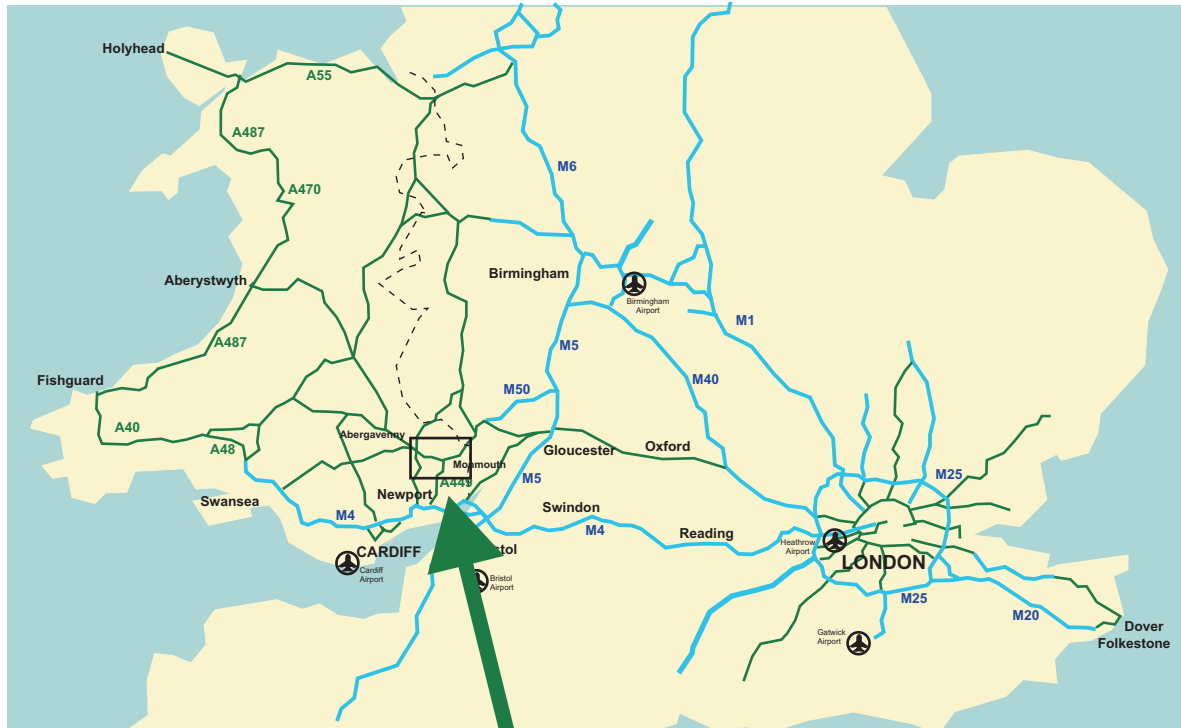 Holyhead
A55
A487
M6
A470
Birmingham
Aberystwyth
Birmingham
Airport
M1
A487
M5
Fishguard
M40
M50
A40
Abergavenny
A48
Gloucester
Oxford
Monmouth
M25
M5
A449
Newport
Swansea
Swindon
M4
M4
Reading
CARDIFF
stol
Heathrow
Airport
LONDON
Cardiff
Airport
Bristol
Airport
M25
M20
Gatwick
Airport
Dover
Folkestone